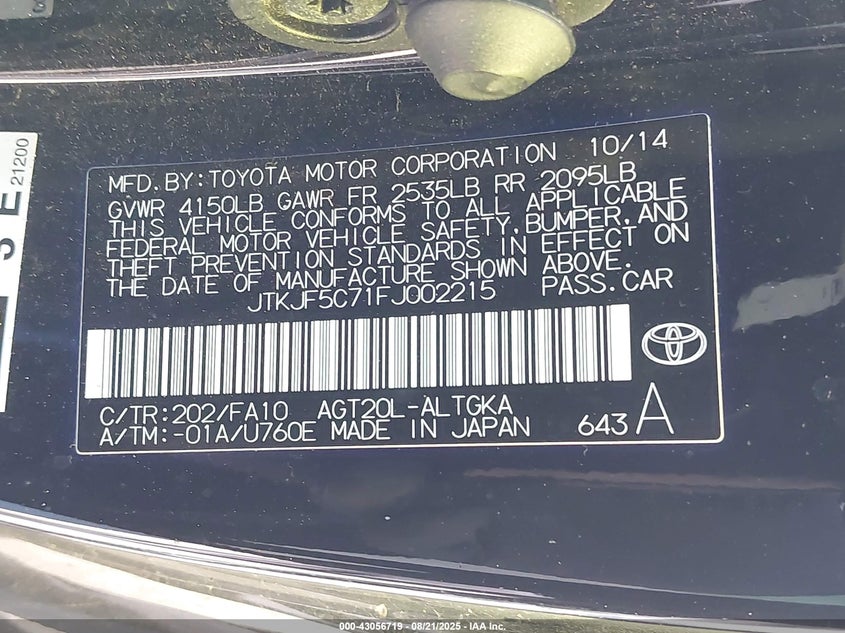 MFD.BY:TOYOTA MOTOR CORPORATION 10/14
GVWR 4150LB GAWR FR 2535LB RR 2095LB
THIS VEHICLE CONFORMS TO ALL APPLICABLE
FEDERAL MOTOR VEHICLE SAFETY,BUMPER,AND
THEFT PREVENTION STANDARDS IN EFFECT ON
THE DATE OF MANUFACTURE SHOWN ABOVE.
JTKJF5C71FJ002215 PASS.CAR
C/TR:202/FA10 AGT20L-ALTGKA
A/TM:-01A/U760E MADE IN JAPAN 643 A
21200
000-43056719 - 08/21/2025 - IAA Inc.